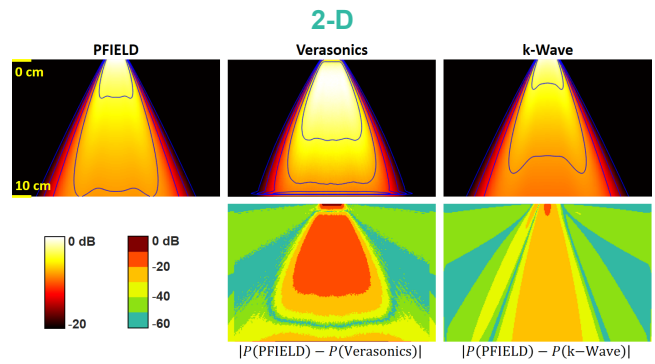 2-D
PFIELD Verasonics k-Wave
0 cm
10 cm
0 dB
-20
0 dB
-20
-40
-60
|P(PFIELD) − P(Verasonics)| |P(PFIELD) − P(k−Wave)|